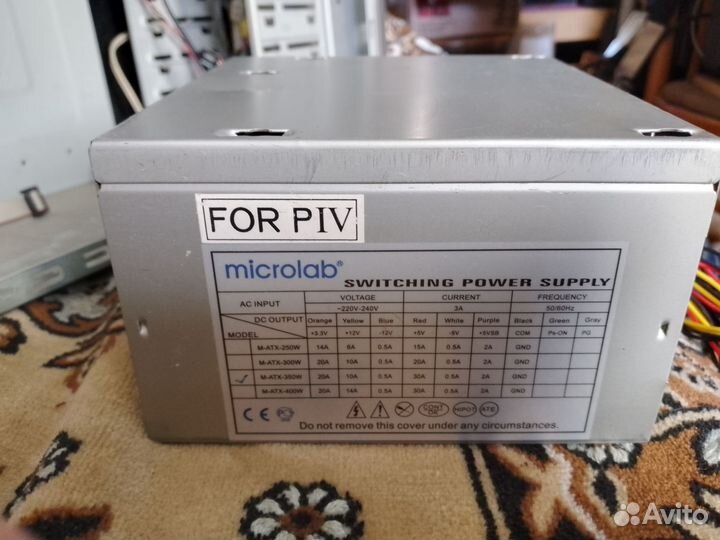 FOR PIV
microlab®
SWITCHING POWER SUPPLY
AC INPUT VOLTAGE CURRENT FREQUENCY
~220V-240V 3A 50/60Hz
DC OUTPUT Orange Yellow Blue Red White Purple Black Green Gray
MODEL +3.3V +12V -12V +5V -5V +5VSB COM Ps-ON PG
M-ATX-250W 14A 6A 0.5A 15A 0.5A 2A GND
M-ATX-300W 20A 10A 0.5A 20A 0.5A 2A GND
M-ATX-350W 20A 10A 0.5A 30A 0.5A 2A GND
M-ATX-400W 20A 14A 0.5A 30A 0.5A 2A GND
CE HIPOT ATE
Do not remove this cover under any circumstances.
Avito